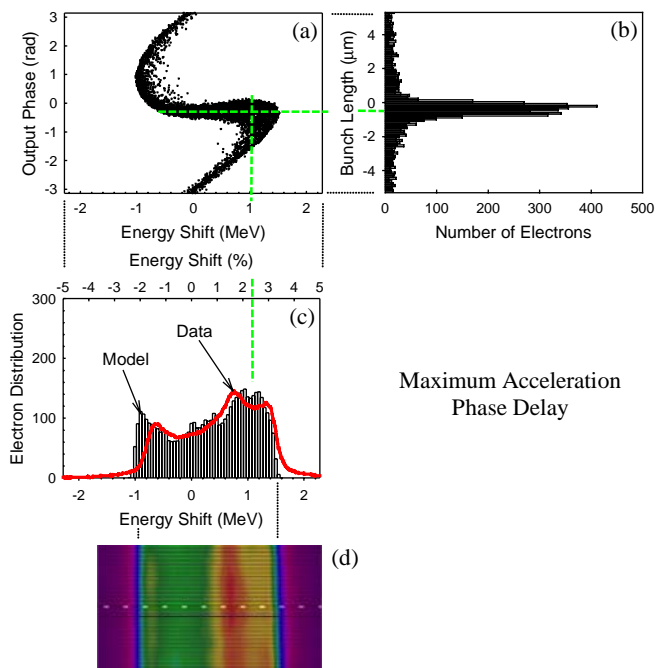 3
2
1
0
-1
-2
-3
Output Phase (rad)
(a)
-2 -1 0 1 2
Energy Shift (MeV)
4
2
0
-2
-4
Bunch Length (μm)
(b)
0 100 200 300 400 500
Number of Electrons
Energy Shift (%)
-5 -4 -3 -2 -1 0 1 2 3 4 5
300
200
100
0
Electron Distribution
(c)
Data
Model
-2 -1 0 1 2
Energy Shift (MeV)
Maximum Acceleration
Phase Delay
(d)